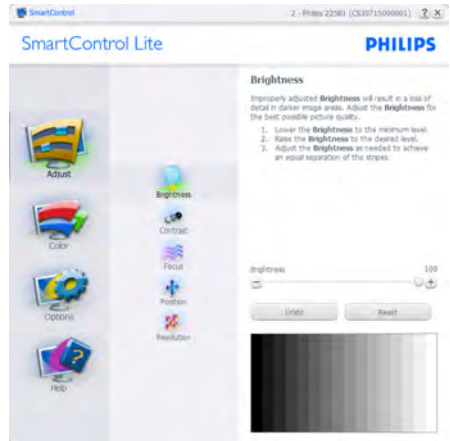 SmartControl
2 - Philips 225B1 (CS30715000001)
SmartControl Lite
PHILIPS
Adjust
Color
Options
Help
Brightness
Contrast
Focus
Position
Resolution
Brightness
Improperly adjusted Brightness will result in a loss of
detail in darker image areas. Adjust the Brightness for
the best possible picture quality.
1. Lower the Brightness to the minimum level.
2. Raise the Brightness to the desired level.
3. Adjust the Brightness as needed to achieve
an equal separation of the stripes.
Brightness 100
Undo Reset